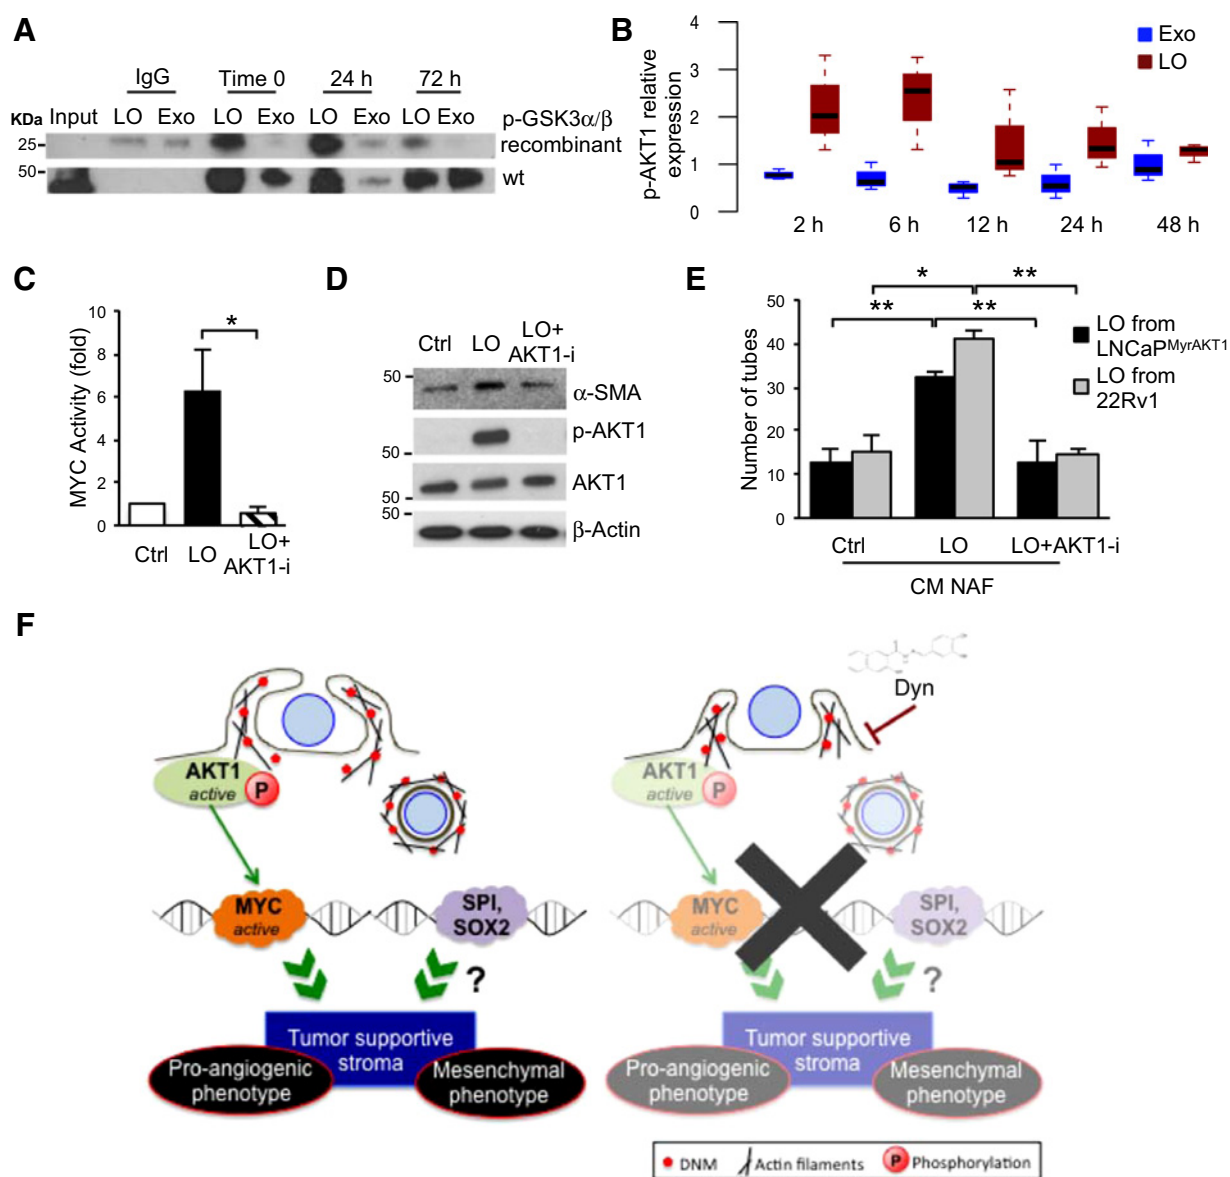 A
IgG Time 0 24 h 72 h
KDa Input LO Exo LO Exo LO Exo LO Exo p-GSK3α/β
25 recombinant
50 wt
B
Exo
LO
p-AKT1 relative
expression
4
3
2
1
0
2 h 6 h 12 h 24 h 48 h
C
MYC Activity (fold)
10
8
6
4
2
0
*
Ctrl LO LO+
AKT1-i
D
Ctrl LO LO+
AKT1-i
50 α-SMA
50 p-AKT1
50 AKT1
50 β-Actin
E
Number of tubes
50
40
30
20
10
0
* **
** **
LO from
LNCaPMyrAKT1
LO from
22Rv1
Ctrl LO LO+AKT1-i
CM NAF
F
AKT1
active
P
MYC
active
SPI,
SOX2
?
Tumor supportive
stroma
Pro-angiogenic
phenotype
Mesenchymal
phenotype
Dyn
AKT1
active
P
MYC
active
SPI,
SOX2
?
Tumor supportive
stroma
Pro-angiogenic
phenotype
Mesenchymal
phenotype
DNM Actin filaments P Phosphorylation